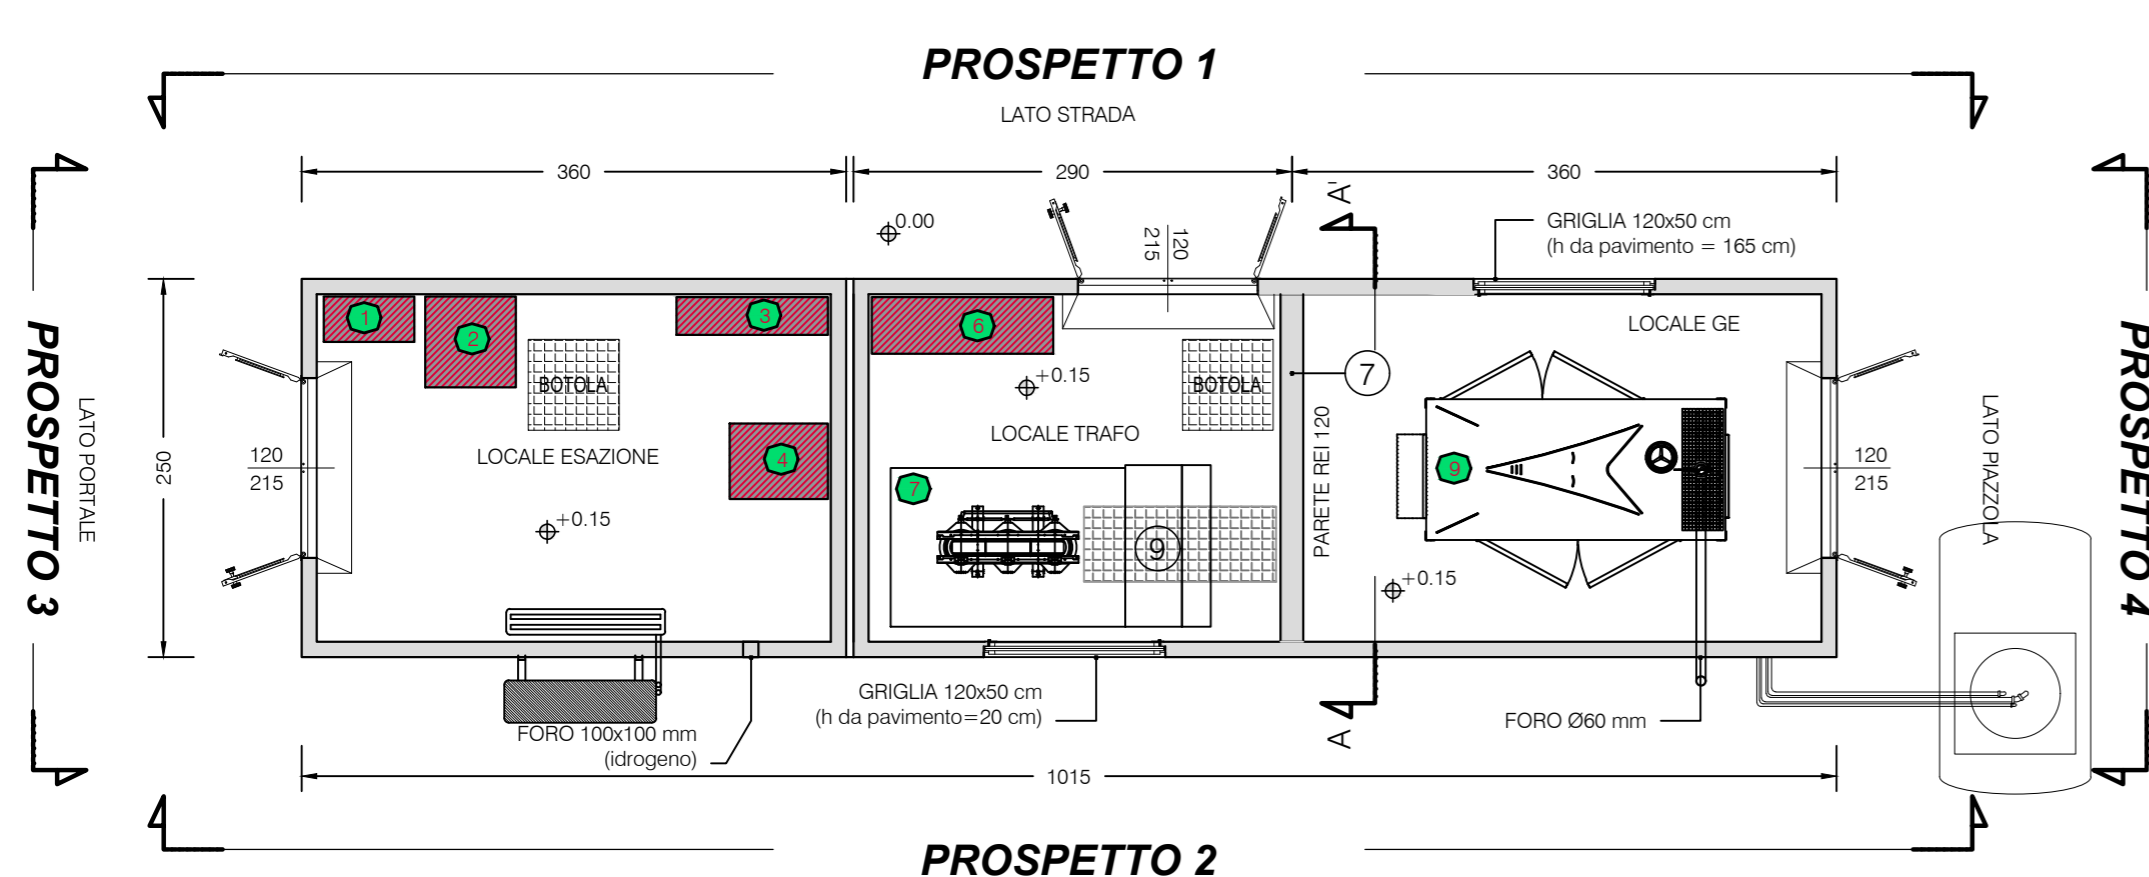 PROSPETTO 1
LATO STRADA
360
290
360
A'
0.00
120
215
GRIGLIA 120x50 cm
(h da pavimento = 165 cm)
1
2
3
6
LOCALE GE
BOTOLA
+0.15
BOTOLA
7
LOCALE TRAFO
LOCALE ESAZIONE
4
+0.15
7
9
PARETE REI 120
9
+0.15
120
215
250
120
215
PROSPETTO 3
LATO PORTALE
LATO PIAZZOLA
PROSPETTO 4
GRIGLIA 120x50 cm
(h da pavimento=20 cm)
FORO 100x100 mm
(idrogeno)
A
FORO Ø60 mm
1015
PROSPETTO 2